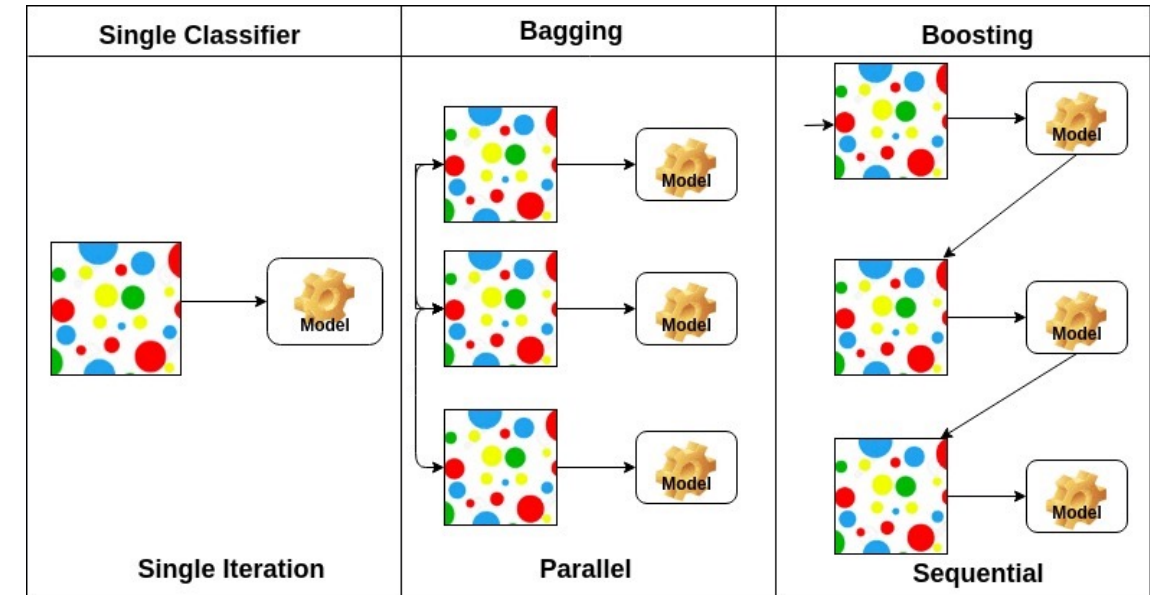 Single Classifier
Bagging
Boosting
Model
Model
Model
Model
Model
Model
Model
Single Iteration
Parallel
Sequential